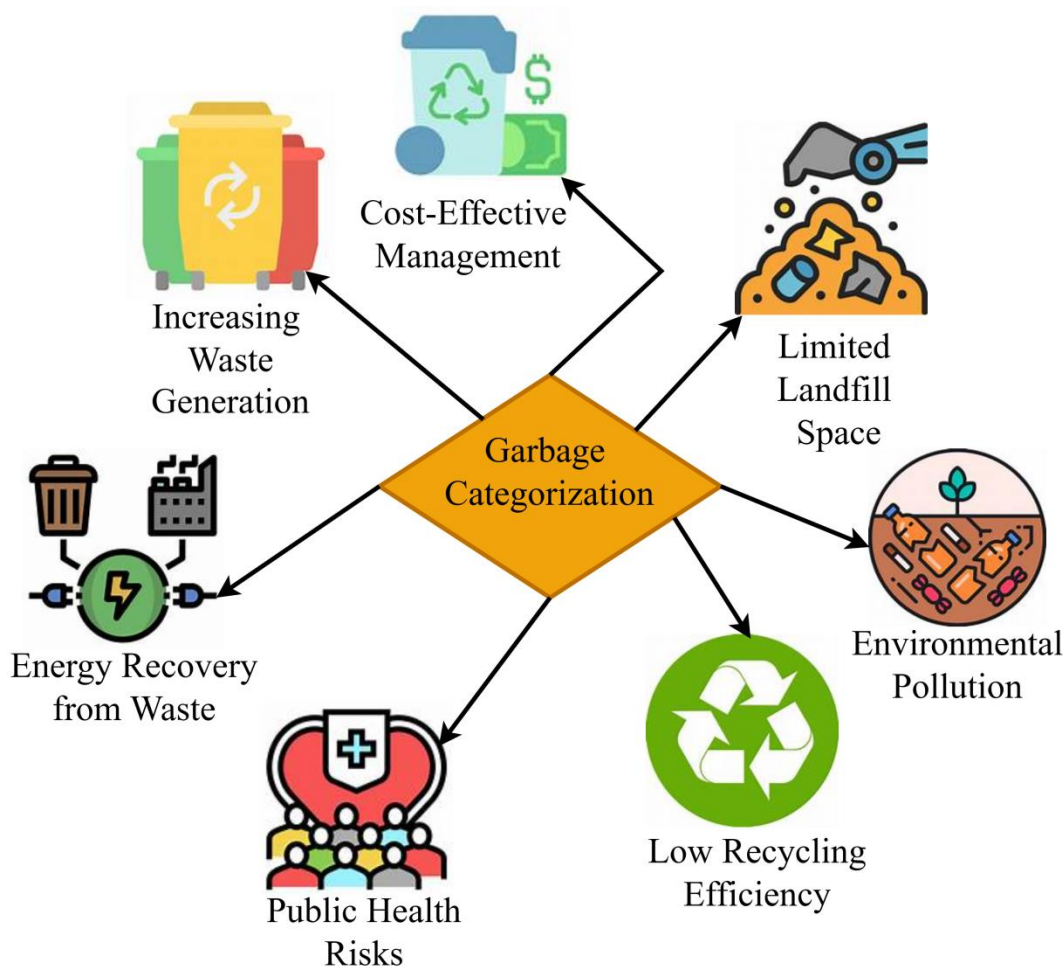 $
Cost-Effective
Management
Increasing
Waste
Generation
Limited
Landfill
Space
Garbage
Categorization
Energy Recovery
from Waste
Environmental
Pollution
Public Health
Risks
Low Recycling
Efficiency